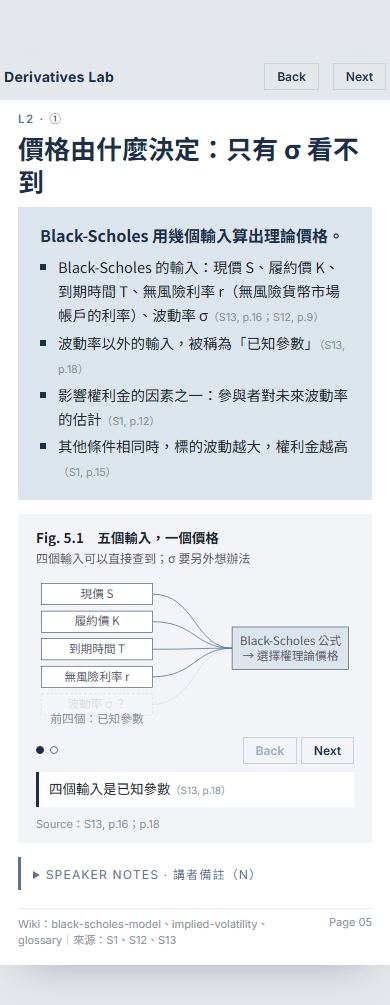 Derivatives Lab
Back
Next
L2 · ①
價格由什麼決定：只有 σ 看不
到
Black-Scholes 用幾個輸入算出理論價格。
Black-Scholes 的輸入：現價 S、履約價 K、
到期時間 T、無風險利率 r（無風險貨幣市場
帳戶的利率）、波動率 σ（S13, p.16；S12, p.9）
波動率以外的輸入，被稱為「已知參數」（S13,
p.18）
影響權利金的因素之一：參與者對未來波動率
的估計（S1, p.12）
其他條件相同時，標的波動越大，權利金越高
（S1, p.15）
Fig. 5.1 五個輸入，一個價格
四個輸入可以直接查到；σ 要另外想辦法
現價 S
履約價 K
到期時間 T
無風險利率 r
波動率 σ ？
前四個：已知參數
Black-Scholes 公式
→ 選擇權理論價格
Back
Next
四個輸入是已知參數（S13, p.18）
Source：S13, p.16；p.18
▶ SPEAKER NOTES · 講者備註（N）
Wiki：black-scholes-model、implied-volatility、
glossary｜來源：S1、S12、S13
Page 05